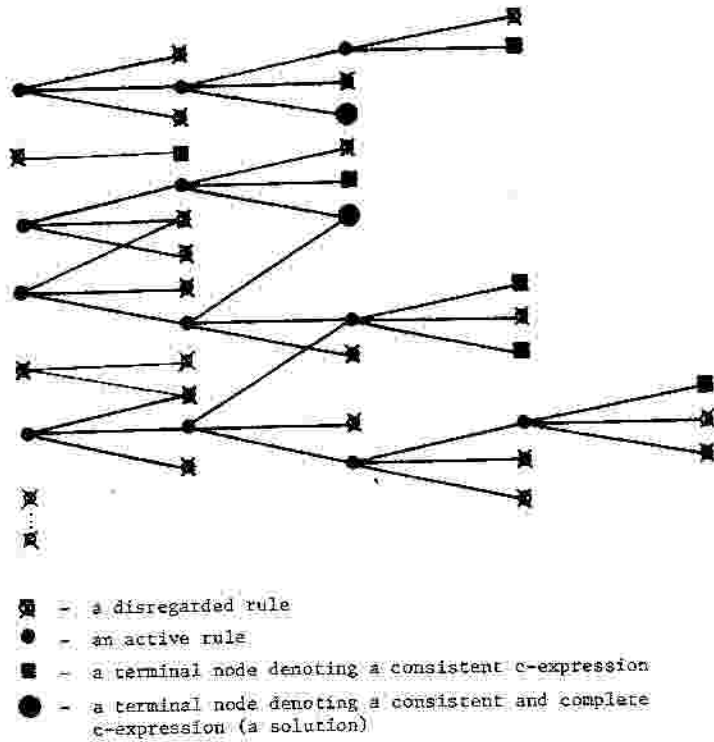 - a disregarded rule
- an active rule
- a terminal node denoting a consistent c-expression
- a terminal node denoting a consistent and complete
c-expression (a solution)